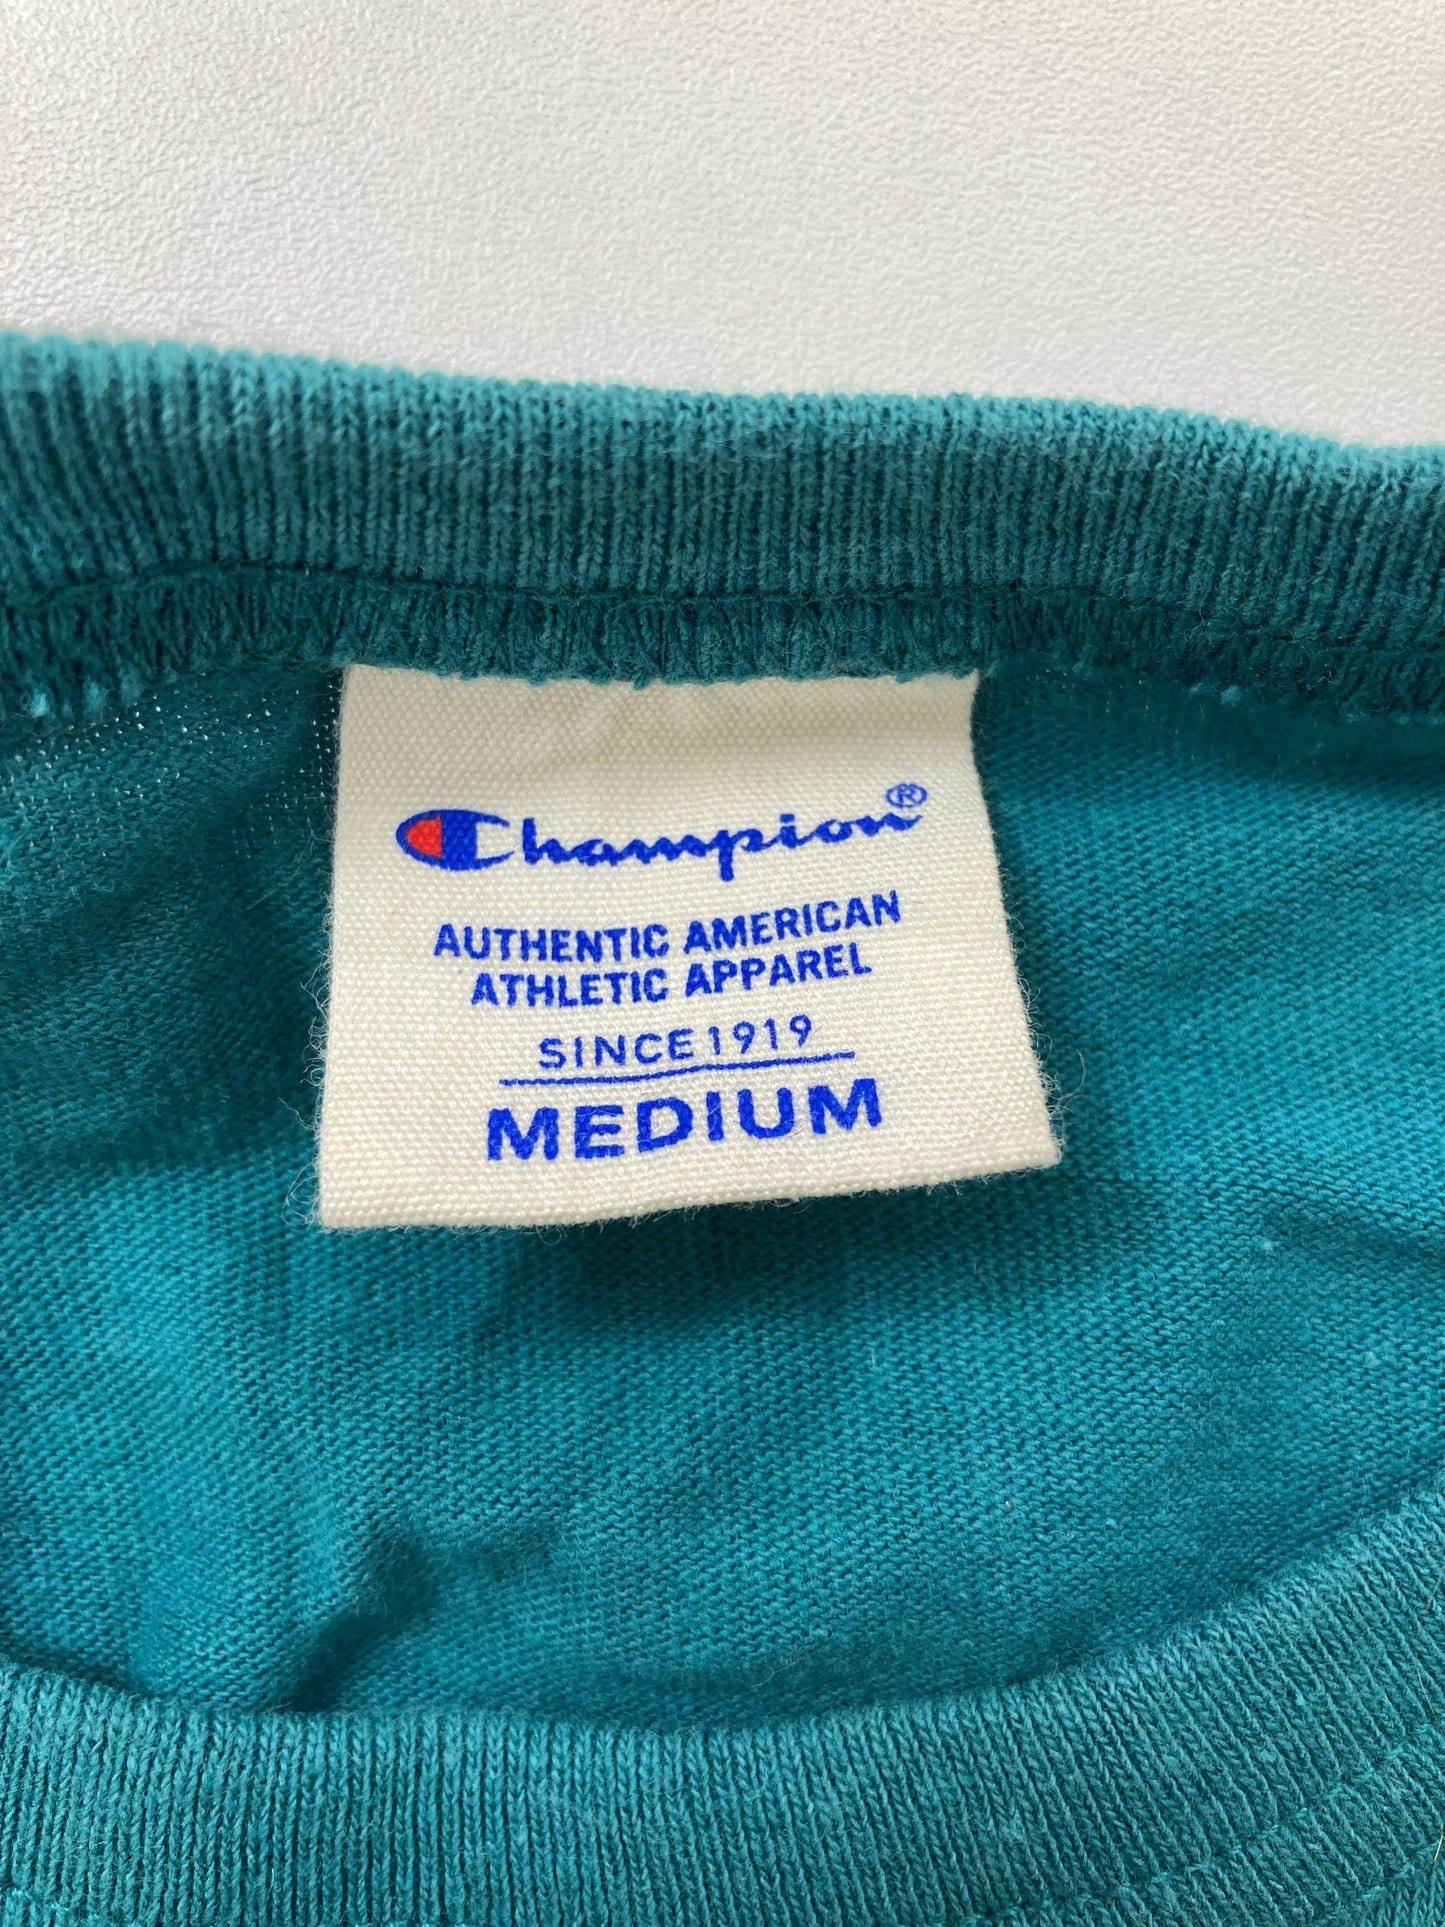 Champion®
AUTHENTIC AMERICAN
ATHLETIC APPAREL
SINCE 1919
MEDIUM